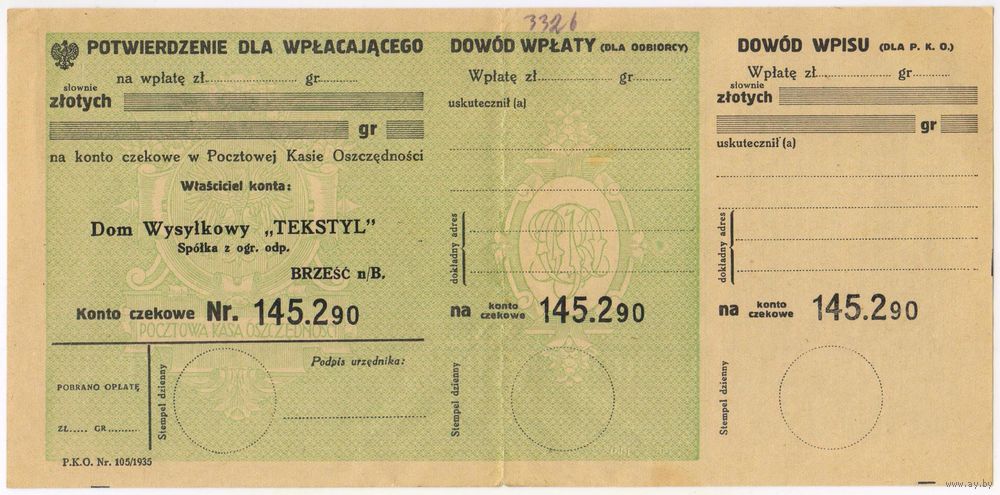 3326
POTWIERDZENIE DLA WPŁACAJĄCEGO
na wpłatę zł.................... gr..........
słownie
złotych
gr
na konto czekowe w Pocztowej Kasie Oszczędności
Właściciel konta:
Dom Wysyłkowy „TEKSTYL”
Spółka z ogr. odp.
BRZEŚĆ n/B.
Konto czekowe Nr. 145.290
POCZTOWA KASA OSZCZĘDNOŚCI
POBRANO OPŁATĘ
ZŁ..... GR.........
Stempel dzienny
Podpis urzędnika:
P.K.O. Nr. 105/1935
DOWÓD WPŁATY (DLA ODBIORCY)
Wpłatę zł.................. gr..........
uskutecznił (a)
dokładny adres
na konto czekowe 145.290
Stempel dzienny
DOWÓD WPISU (DLA P. K. O.)
Wpłatę zł.................. gr..........
słownie
złotych
gr
uskutecznił (a)
dokładny adres
na konto czekowe 145.290
Stempel dzienny
www.ay.by